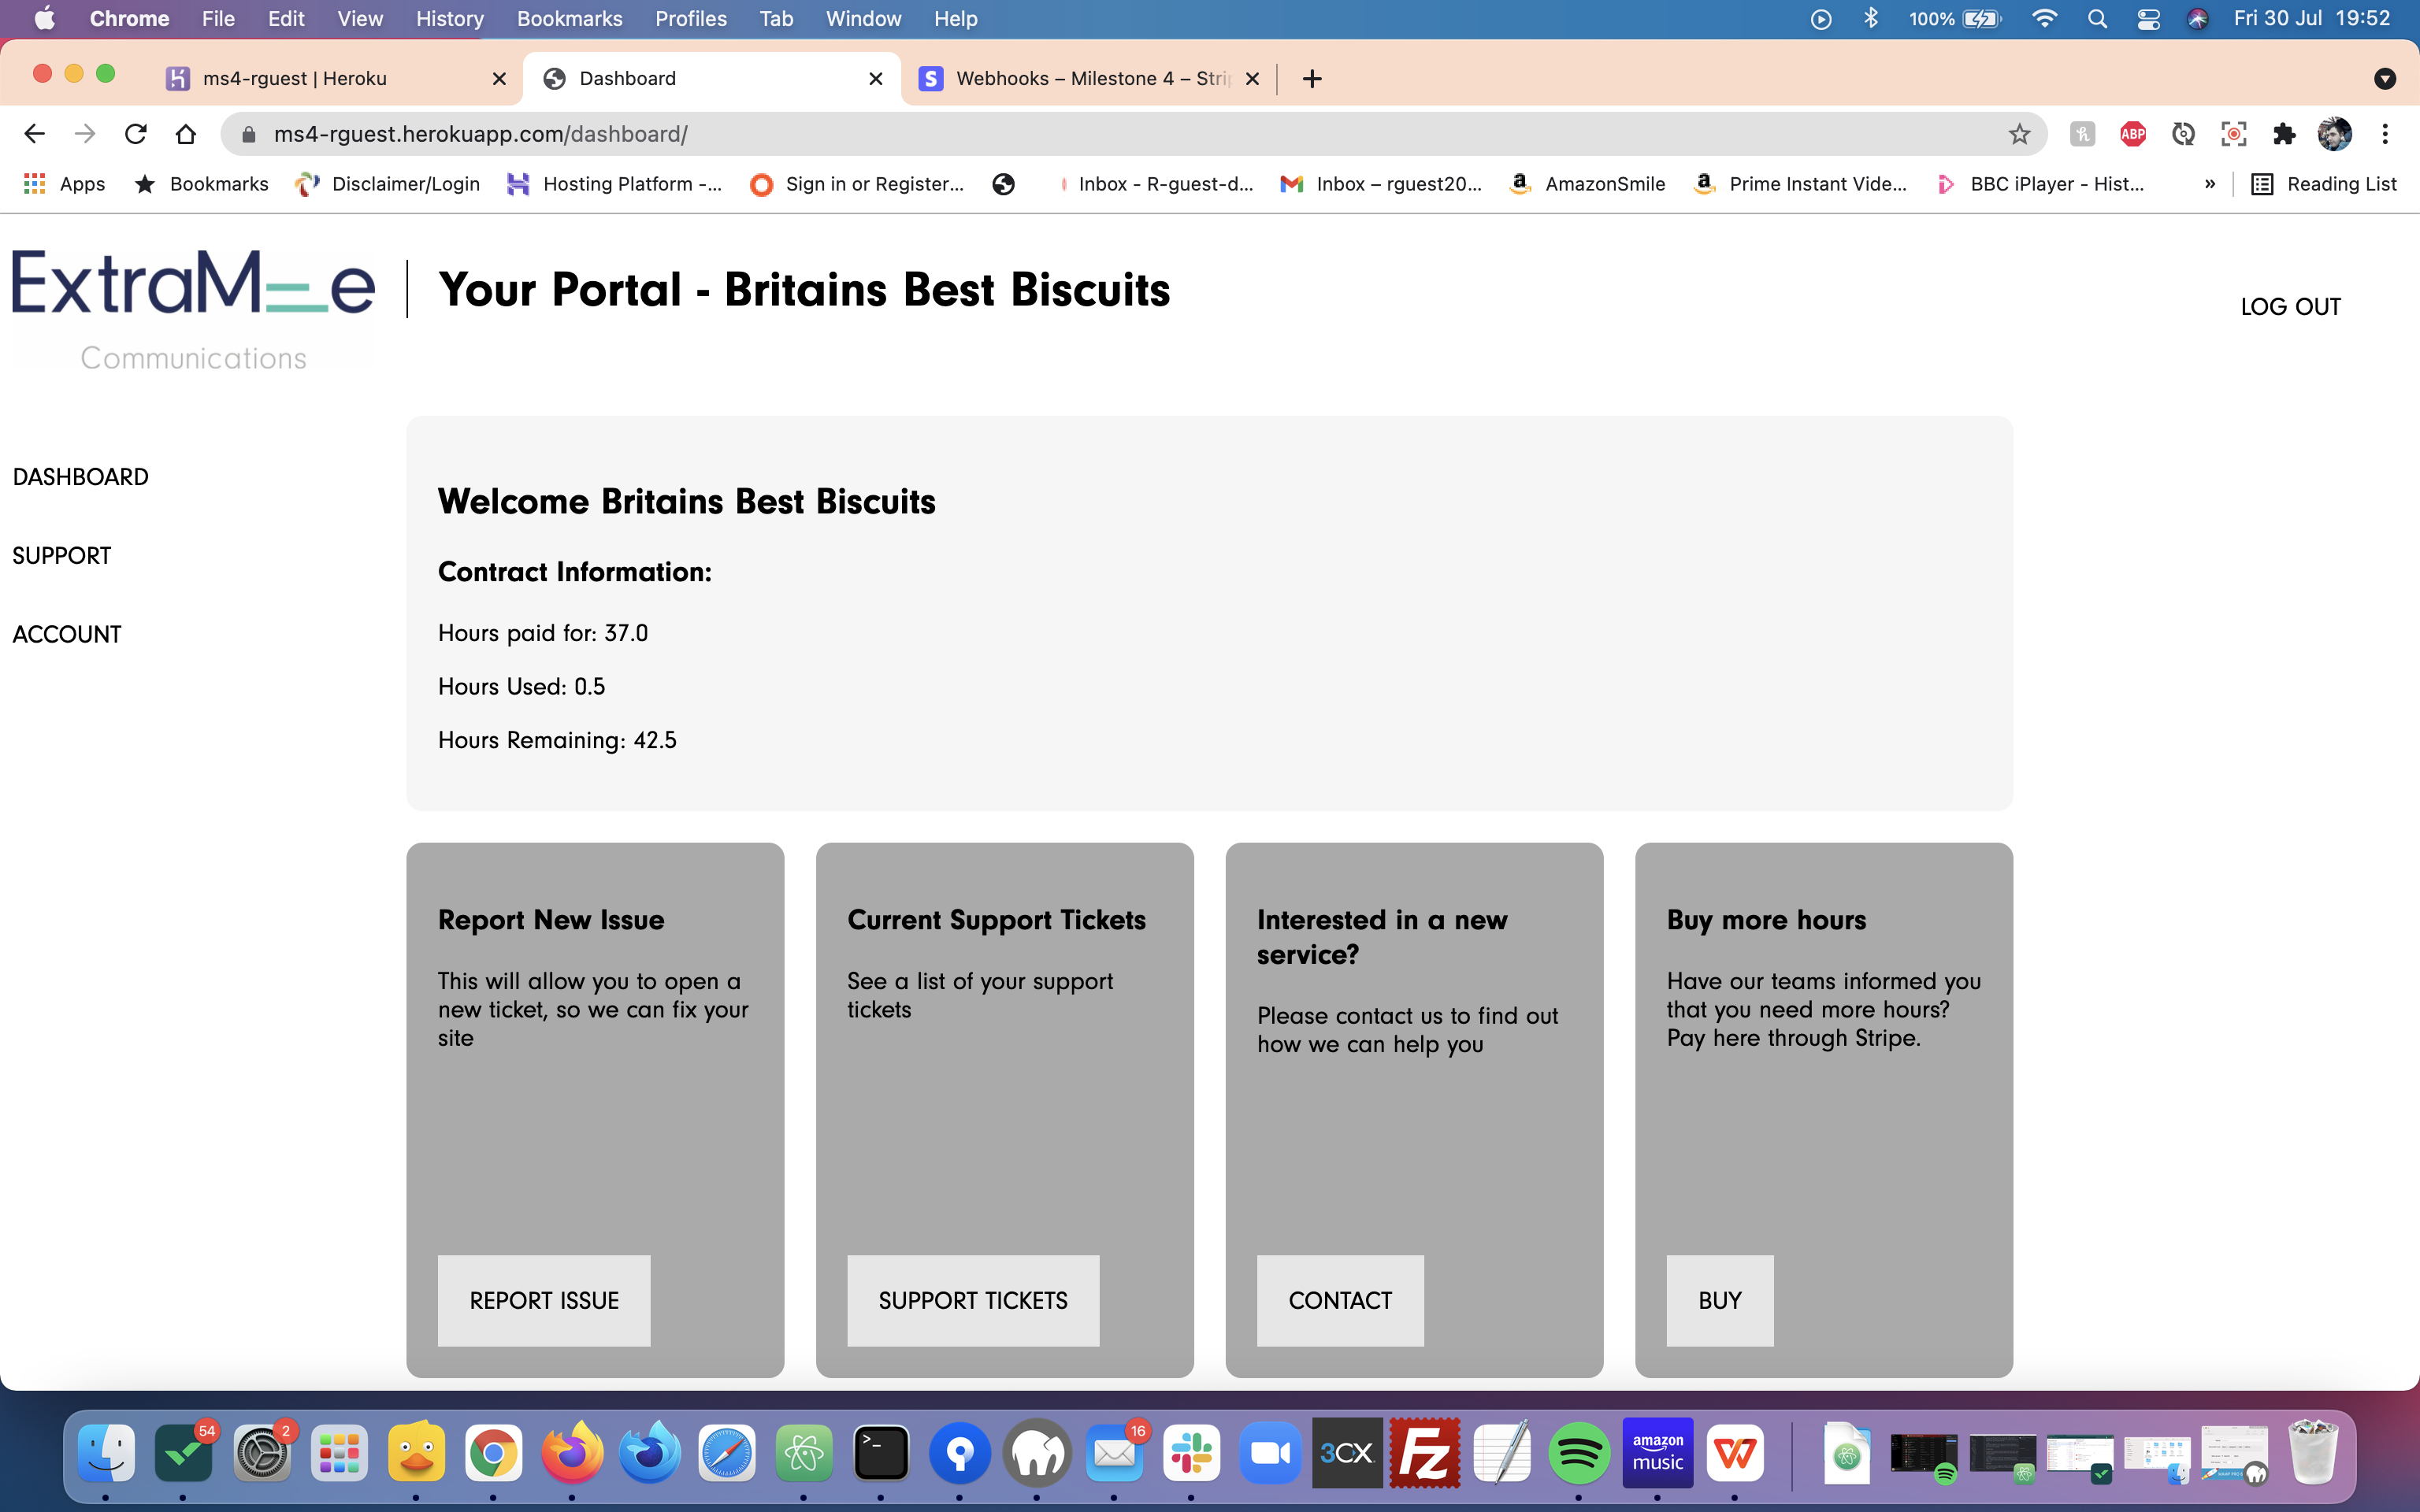 Chrome File Edit View History Bookmarks Profiles Tab Window Help 100% Fri 30 Jul 19:52
ms4-rguest | Heroku Dashboard Webhooks – Milestone 4 – Stri
ms4-rguest.herokuapp.com/dashboard/ ABP
Apps Bookmarks Disclaimer/Login Hosting Platform -... Sign in or Register... Inbox - R-guest-d... Inbox – rguest20... AmazonSmile Prime Instant Vide... BBC iPlayer - Hist... » Reading List
ExtraMe
Communications
Your Portal - Britains Best Biscuits
LOG OUT
DASHBOARD
SUPPORT
ACCOUNT
Welcome Britains Best Biscuits
Contract Information:
Hours paid for: 37.0
Hours Used: 0.5
Hours Remaining: 42.5
Report New Issue
This will allow you to open a
new ticket, so we can fix your
site
REPORT ISSUE
Current Support Tickets
See a list of your support
tickets
SUPPORT TICKETS
Interested in a new
service?
Please contact us to find out
how we can help you
CONTACT
Buy more hours
Have our teams informed you
that you need more hours?
Pay here through Stripe.
BUY
54 2 16 3CX Fz amazon
music